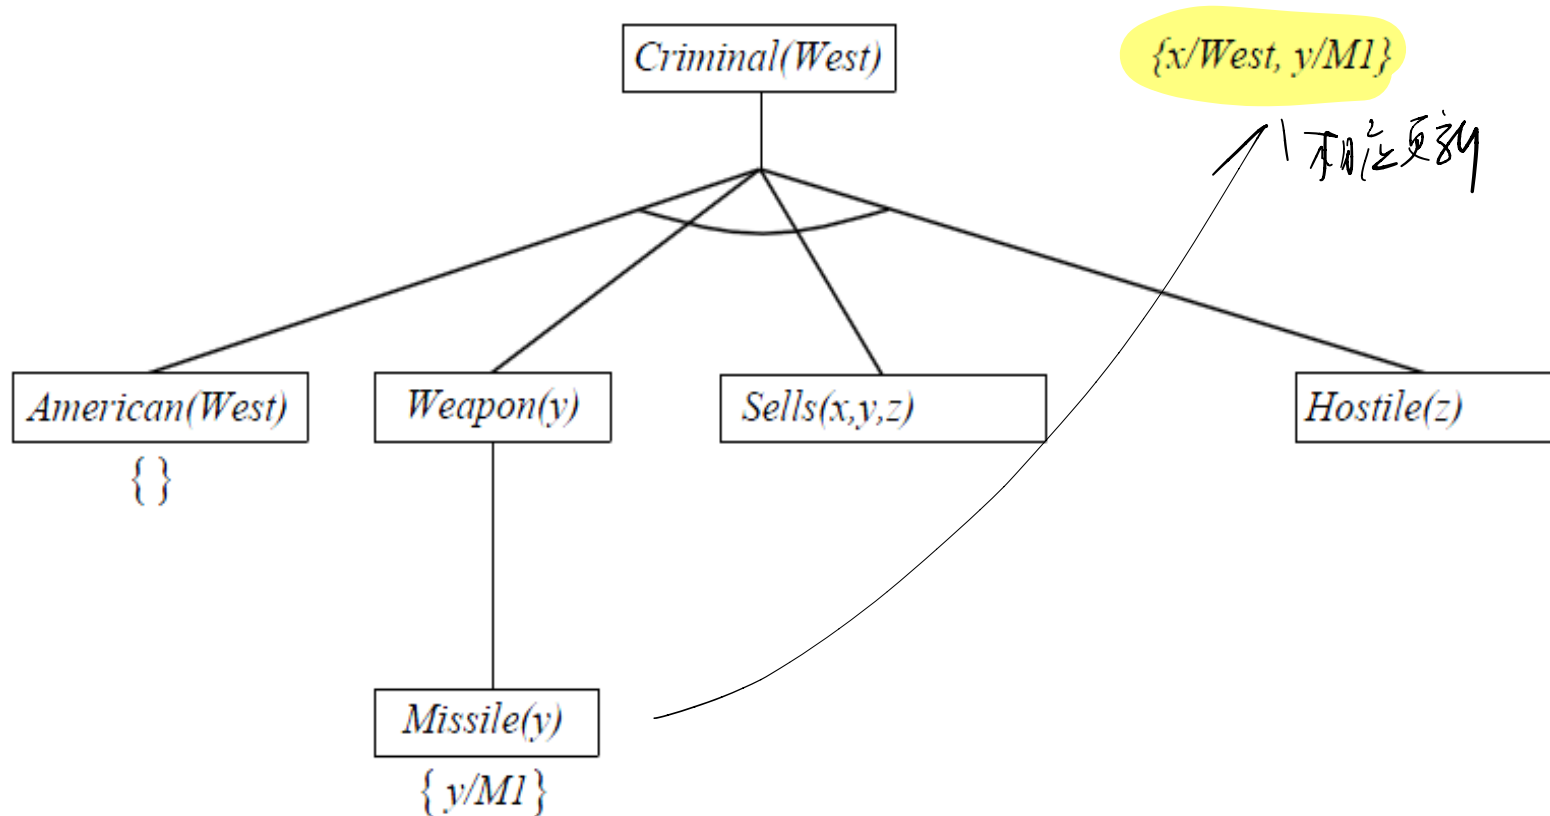 Criminal(West)
{x/West, y/M1}
相应更新
American(West)
Weapon(y)
Sells(x,y,z)
Hostile(z)
{ }
Missile(y)
{ y/M1 }